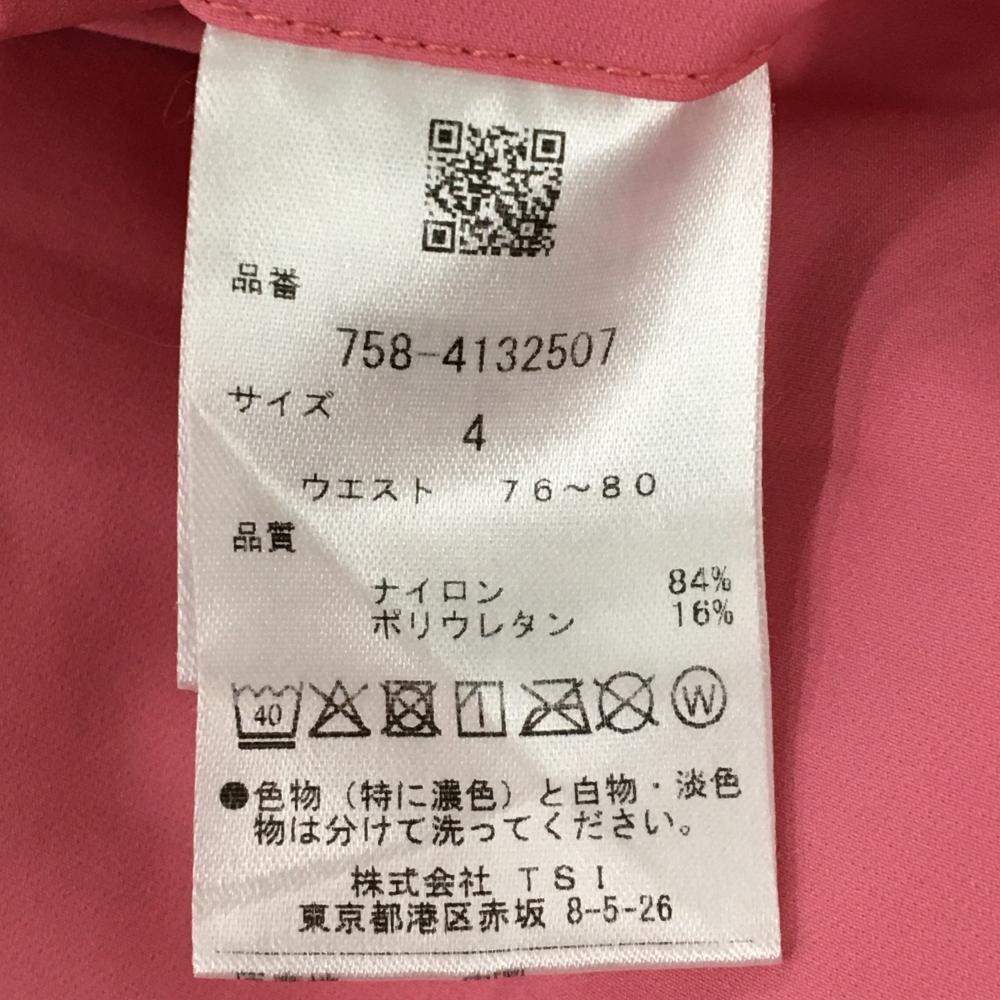 品番
758-4132507
サイズ
4
ウエスト 76~80
品質
ナイロン 84%
ポリウレタン 16%
40 W
●色物（特に濃色）と白物・淡色
物は分けて洗ってください。
株式会社 TSI
東京都港区赤坂 8-5-26